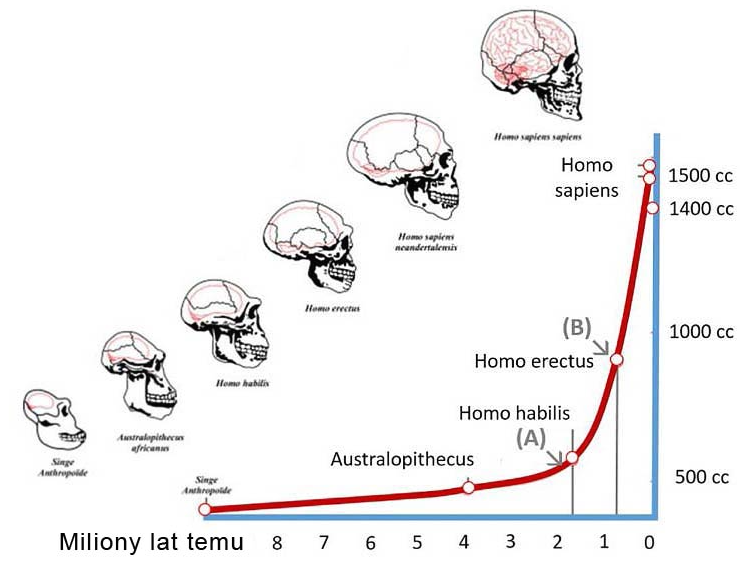 Homo sapiens sapiens
Homo sapiens
neandertalensis
Homo erectus
Homo habilis
Australopithecus
africanus
Singe
Anthropoïde
Homo
sapiens
1500 cc
1400 cc
(B)
1000 cc
Homo erectus
Homo habilis
(A)
Australopithecus
500 cc
Singe
Anthropoïde
Miliony lat temu 8 7 6 5 4 3 2 1 0